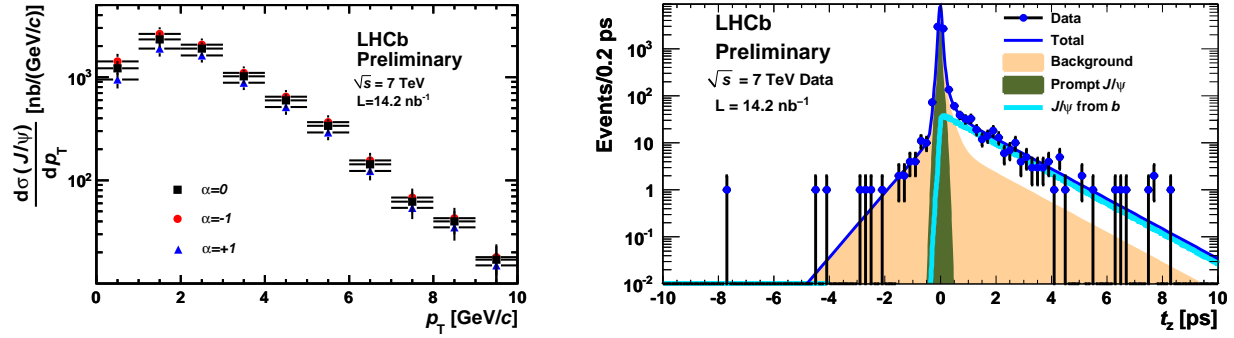 dσ(J/ψ)
dp_T
[nb/(GeV/c)]
10³
10²
LHCb
Preliminary
√s = 7 TeV
L=14.2 nb⁻¹
α=0
α=-1
α=+1
0 2 4 6 8 10
p_T [GeV/c]
Events/0.2 ps
10³
10²
10
1
10⁻¹
10⁻²
LHCb
Preliminary
√s = 7 TeV Data
L = 14.2 nb⁻¹
Data
Total
Background
Prompt J/ψ
J/ψ from b
-10 -8 -6 -4 -2 0 2 4 6 8 10
t_z [ps]